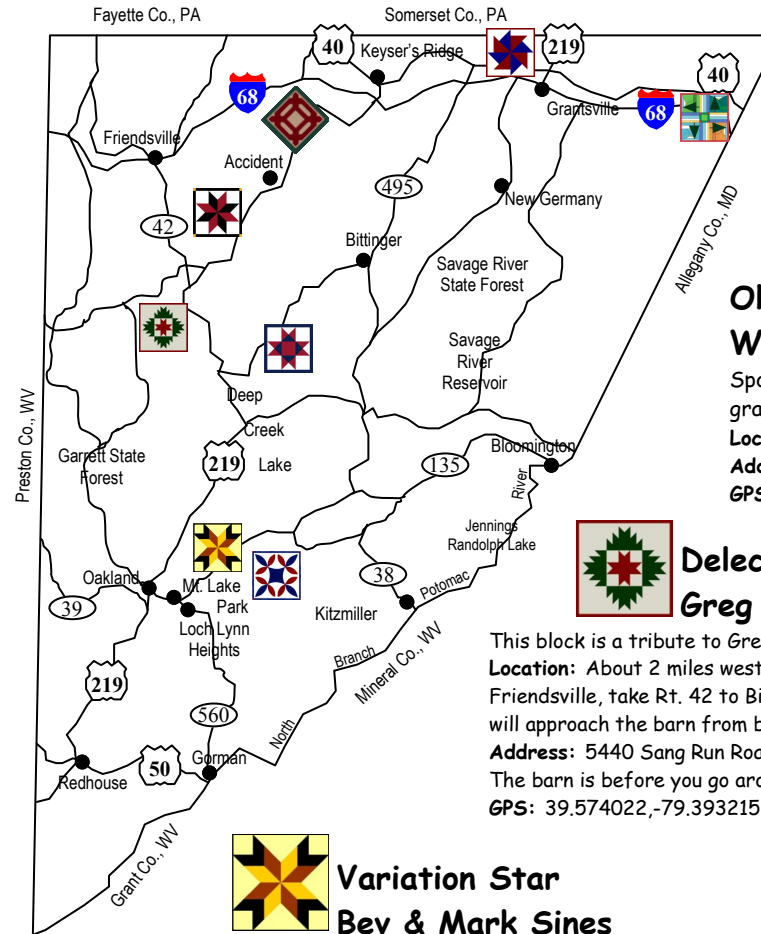 Fayette Co., PA
Somerset Co., PA
40
Keyser's Ridge
219
40
68
Grantsville
68
Friendsville
Accident
495
New Germany
42
Bittinger
Allegany Co., MD
Savage River
State Forest
Savage
River
Reservoir
Preston Co., WV
Deep
Creek
Lake
Garrett State
Forest
219
135
Bloomington
River
Jennings
Randolph Lake
Oakland
Mt. Lake
Park
Loch Lynn
Heights
39
38
Potomac
Kitzmiller
Branch
Mineral Co., WV
219
560
North
Gorman
50
Redhouse
Grant Co., WV
W
Spo
gra
Loc
Add
GPS
Delec
Greg
This block is a tribute to Gre
Location: About 2 miles west
Friendsville, take Rt. 42 to Bi
will approach the barn from b
Address: 5440 Sang Run Roa
The barn is before you go aro
GPS: 39.574022,-79.393215
Variation Star
Bev & Mark Sines